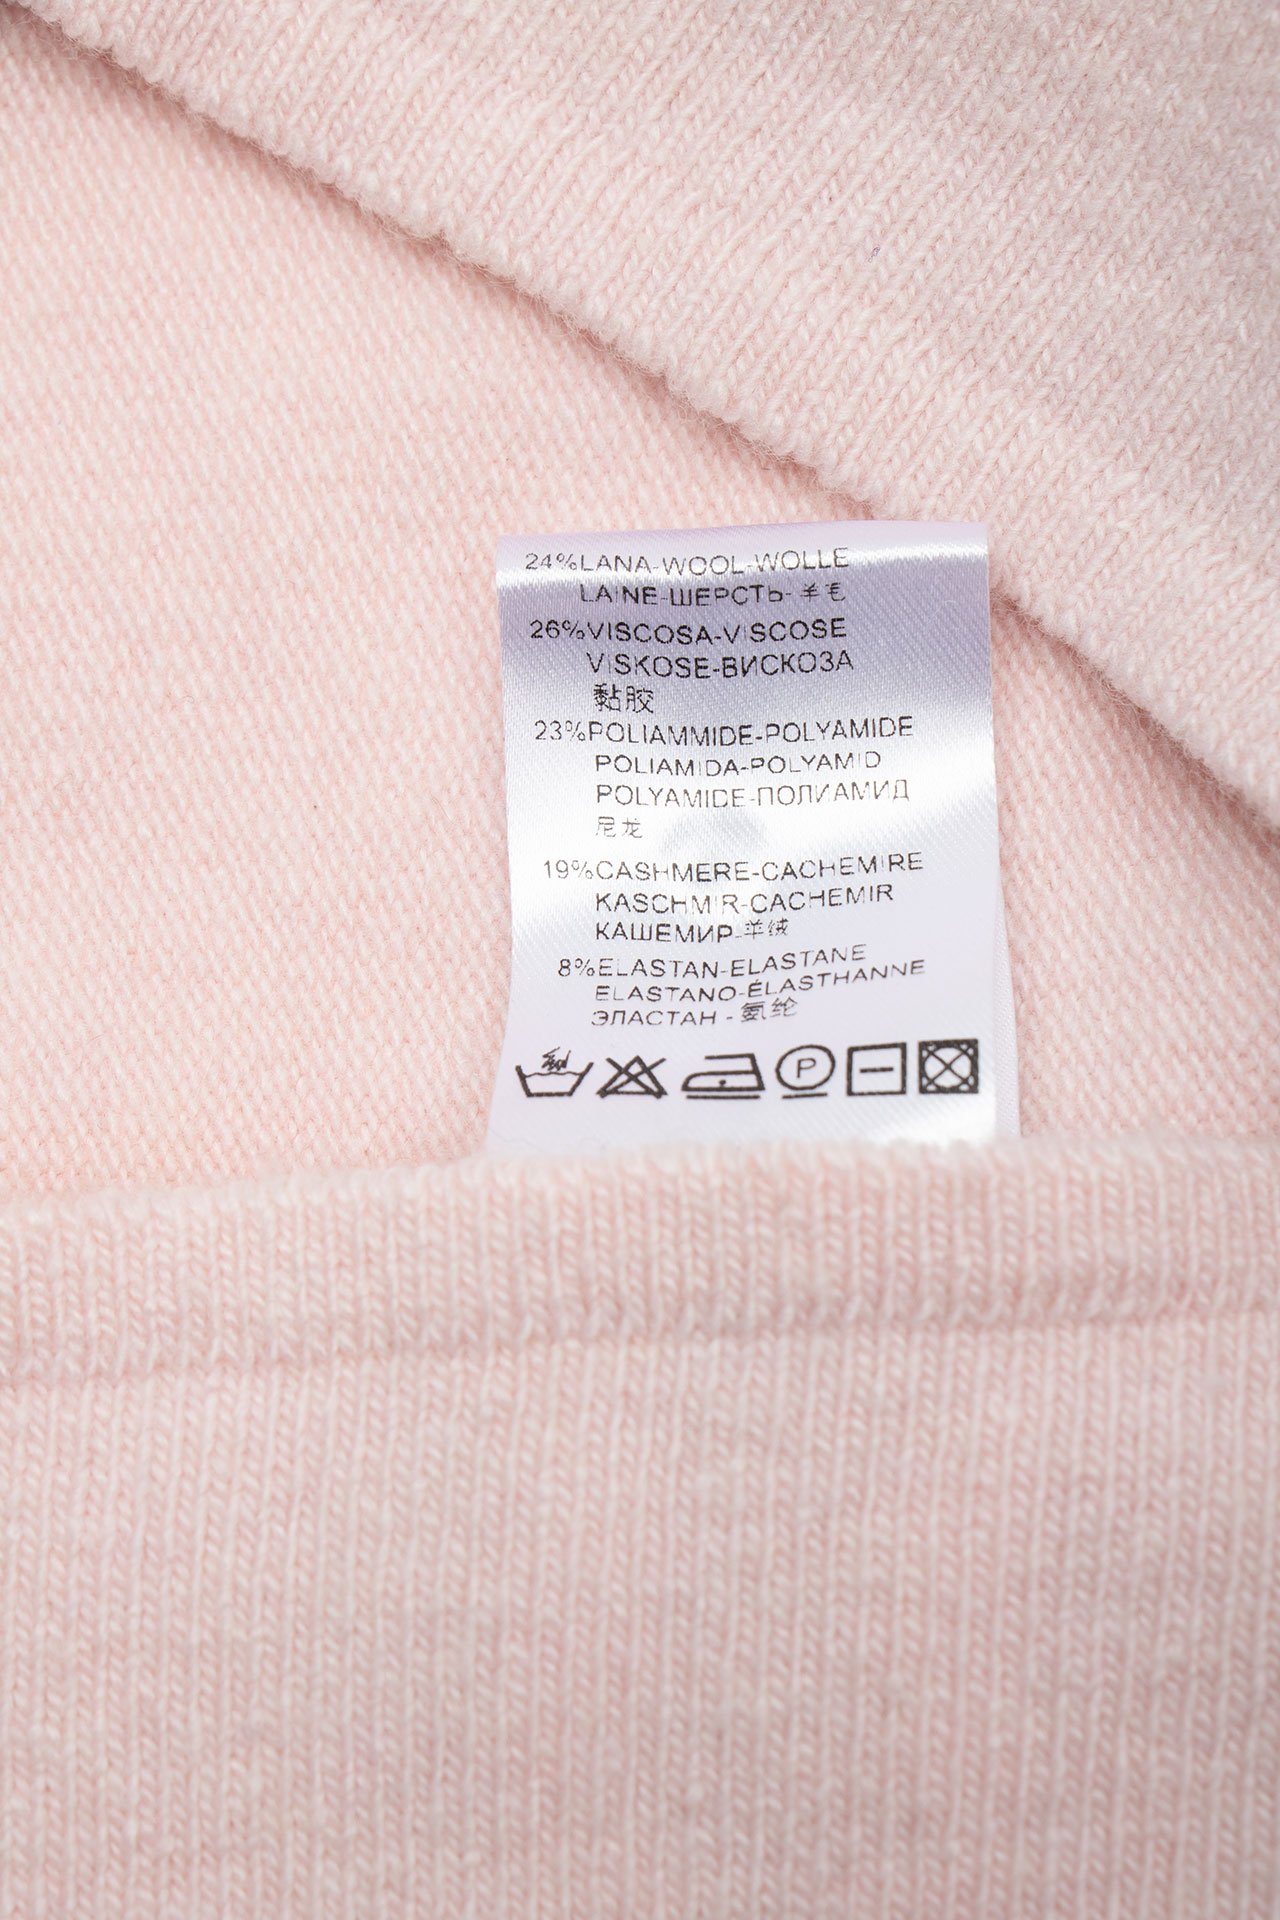 24%LANA-WOOL-WOLLE
LAINE-ШЕРСТЬ-羊毛
26%VISCOSA-VISCOSE
VISKOSE-ВИСКОЗА
黏胶
23%POLIAMMIDE-POLYAMIDE
POLIAMIDA-POLYAMID
POLYAMIDE-ПОЛИАМИД
尼龙
19%CASHMERE-CACHEMIRE
KASCHMIR-CACHEMIR
КАШЕМИР-羊绒
8%ELASTAN-ELASTANE
ELASTANO-ÉLASTHANNE
ЭЛАСТАН-氨纶
P